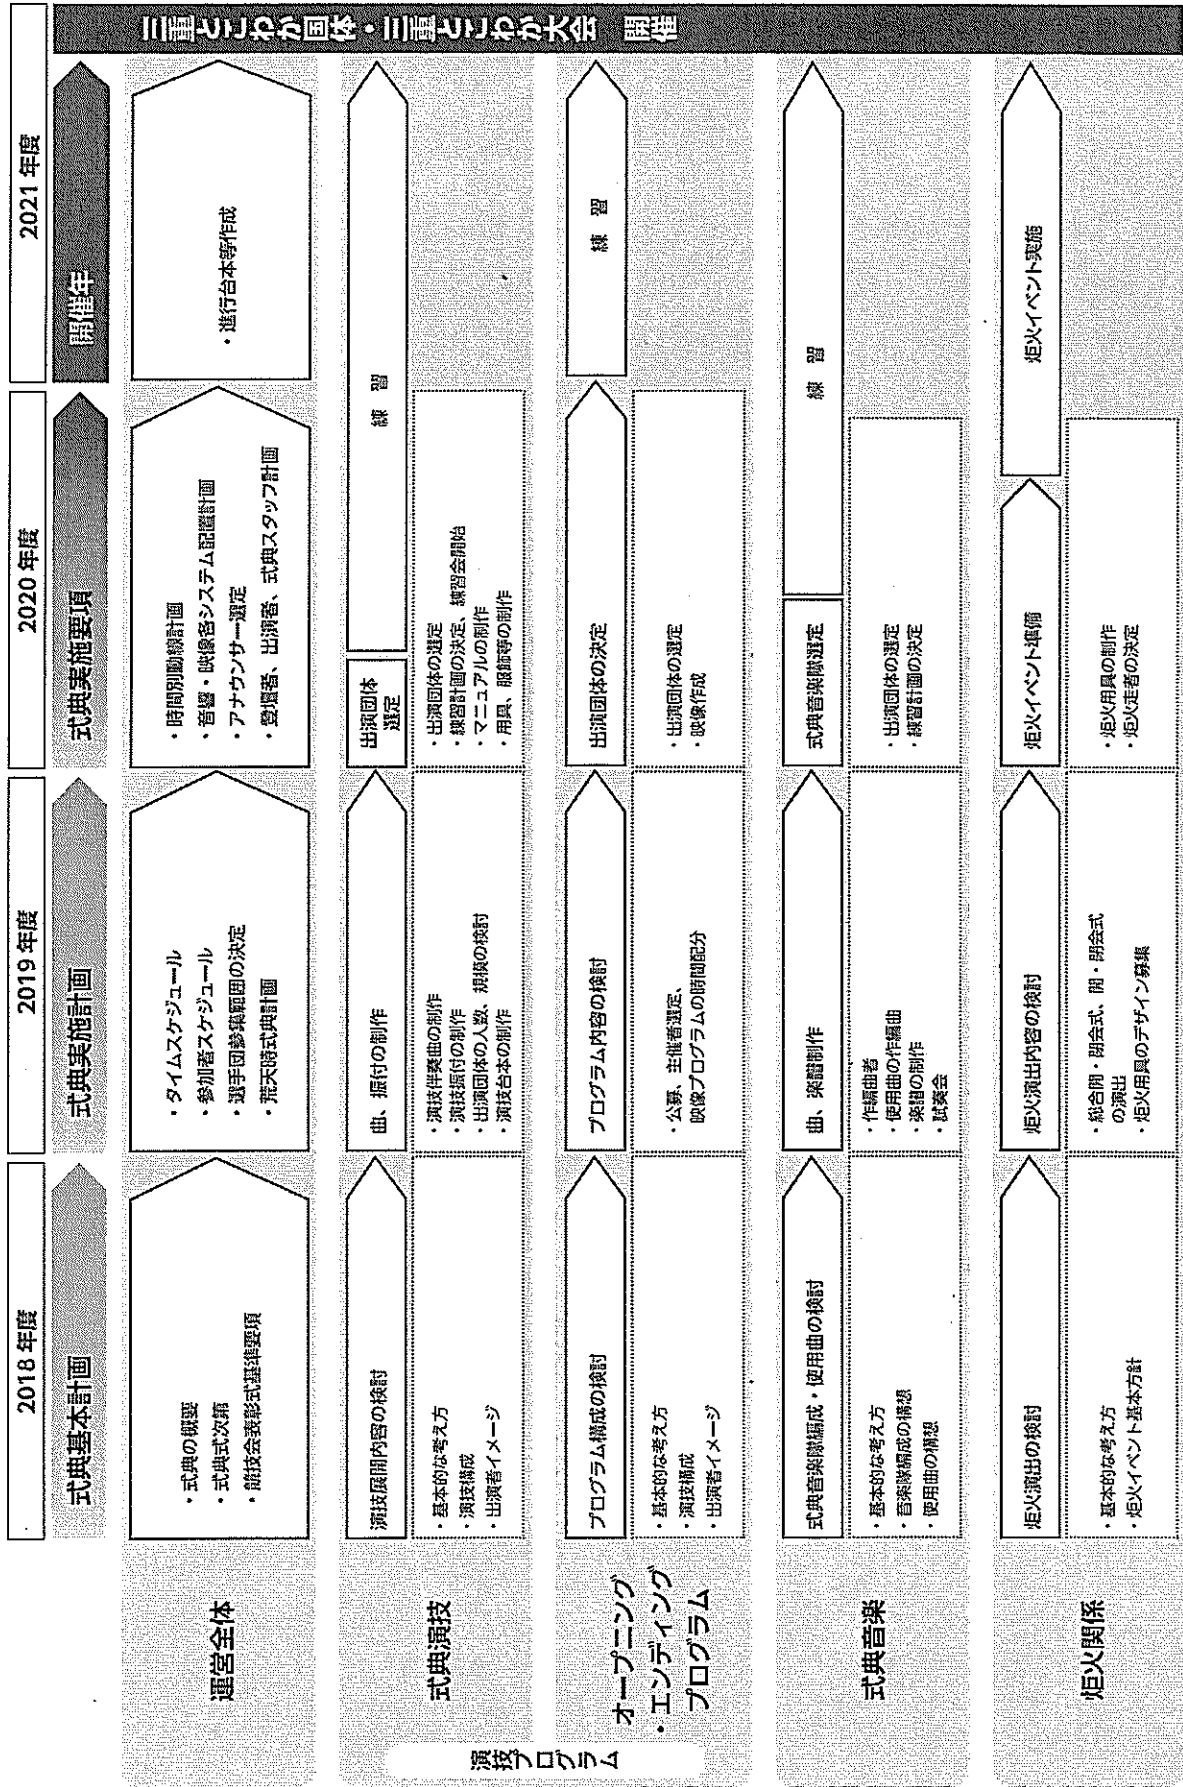 2018 年度
2019 年度
2020 年度
2021 年度
式典基本計画
式典実施計画
式典実施要項
開催年
三重とこわか国体・三重とこわか大会 開催
運営全体
・式典の概要
・式典式次第
・競技会表彰式基準要項
・タイムスケジュール
・参加者スケジュール
・選手団参集範囲の決定
・荒天時式典計画
・時間別動線計画
・音響・映像各システム配置計画
・アナウンサー選定
・登壇者、出演者、式典スタッフ計画
・進行台本等作成
演技プログラム
式典演技
演技展開内容の検討
・基本的な考え方
・演技構成
・出演者イメージ
曲、振付の制作
・演技伴奏曲の制作
・演技振付の制作
・出演団体の人数、規模の検討
・演技台本の制作
出演団体
選定
・出演団体の選定
・練習計画の決定、練習会開始
・マニュアルの制作
・用具、服飾等の制作
練 習
オープニング
・エンディング
プログラム
プログラム構成の検討
・基本的な考え方
・演技構成
・出演者イメージ
プログラム内容の検討
・公募、主催者選定、
映像プログラムの時間配分
出演団体の決定
・出演団体の選定
・映像作成
練 習
式典音楽
式典音楽隊編成・使用曲の検討
・基本的な考え方
・音楽隊編成の構想
・使用曲の構想
曲、楽譜制作
・作編曲者
・使用曲の作編曲
・楽譜の制作
・試奏会
式典音楽隊選定
・出演団体の選定
・練習計画の決定
練 習
炬火関係
炬火演出の検討
・基本的な考え方
・炬火イベント基本方針
炬火演出内容の検討
・総合開・閉会式、開・閉会式
の演出
・炬火用具のデザイン募集
炬火イベント準備
・炬火用具の制作
・炬火走者の決定
炬火イベント実施